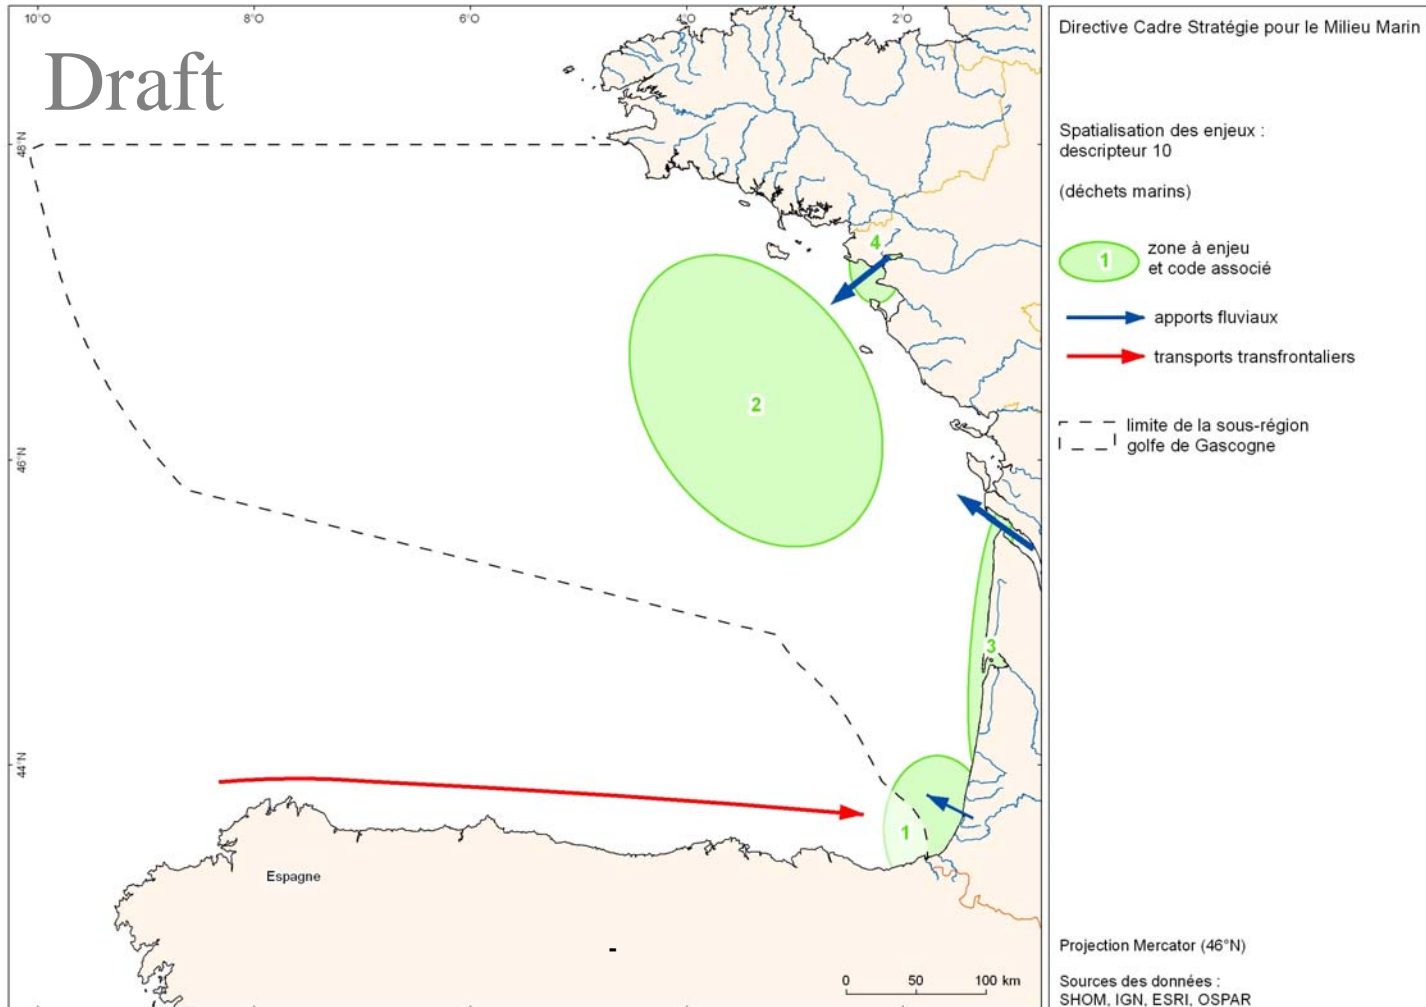 10°O 8°O 6°O 4°O 2°O
Draft
48°N
46°N
44°N
4
2
3
1
Espagne
0 50 100 km
Directive Cadre Stratégie pour le Milieu Marin
Spatialisation des enjeux :
descripteur 10
(déchets marins)
1 zone à enjeu
et code associé
apports fluviaux
transports transfrontaliers
limite de la sous-région
golfe de Gascogne
Projection Mercator (46°N)
Sources des données :
SHOM, IGN, ESRI, OSPAR